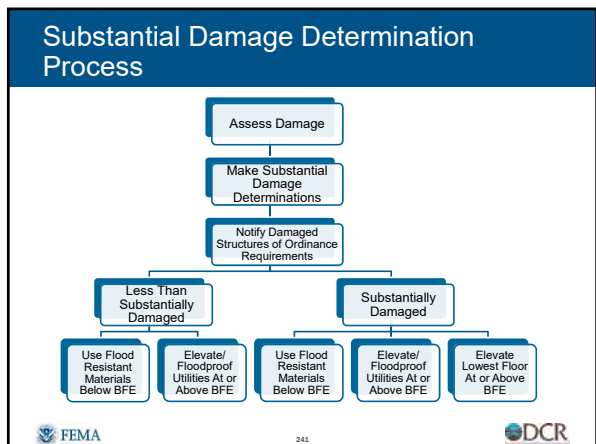 Substantial Damage Determination
Process
Assess Damage
Make Substantial
Damage
Determinations
Notify Damaged
Structures of Ordinance
Requirements
Less Than
Substantially
Damaged
Substantially
Damaged
Use Flood
Resistant
Materials
Below BFE
Elevate/
Floodproof
Utilities At or
Above BFE
Use Flood
Resistant
Materials
Below BFE
Elevate/
Floodproof
Utilities At or
Above BFE
Elevate
Lowest Floor
At or Above
BFE
FEMA
241
DCR